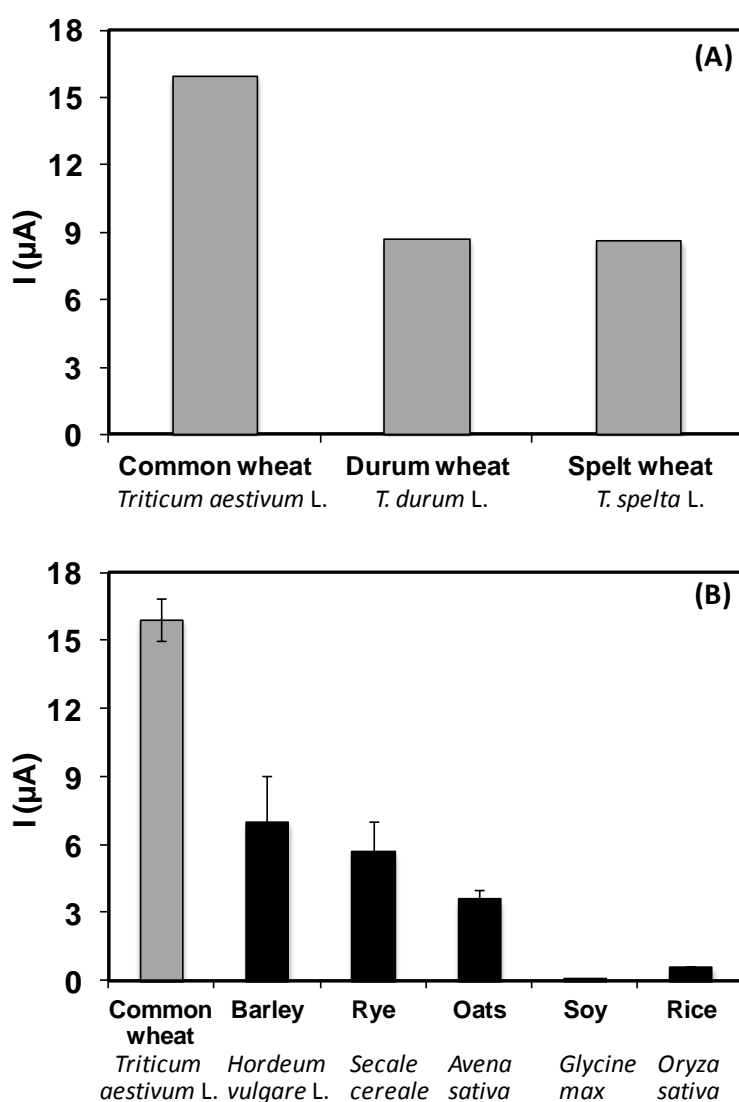 (A)
I (µA)
18
15
12
9
6
3
0
Common wheat Durum wheat Spelt wheat
Triticum aestivum L. T. durum L. T. spelta L.
(B)
I (µA)
18
15
12
9
6
3
0
Common Barley Rye Oats Soy Rice
wheat
Triticum Hordeum Secale Avena Glycine Oryza
aestivum L. vulgare L. cereale sativa max sativa